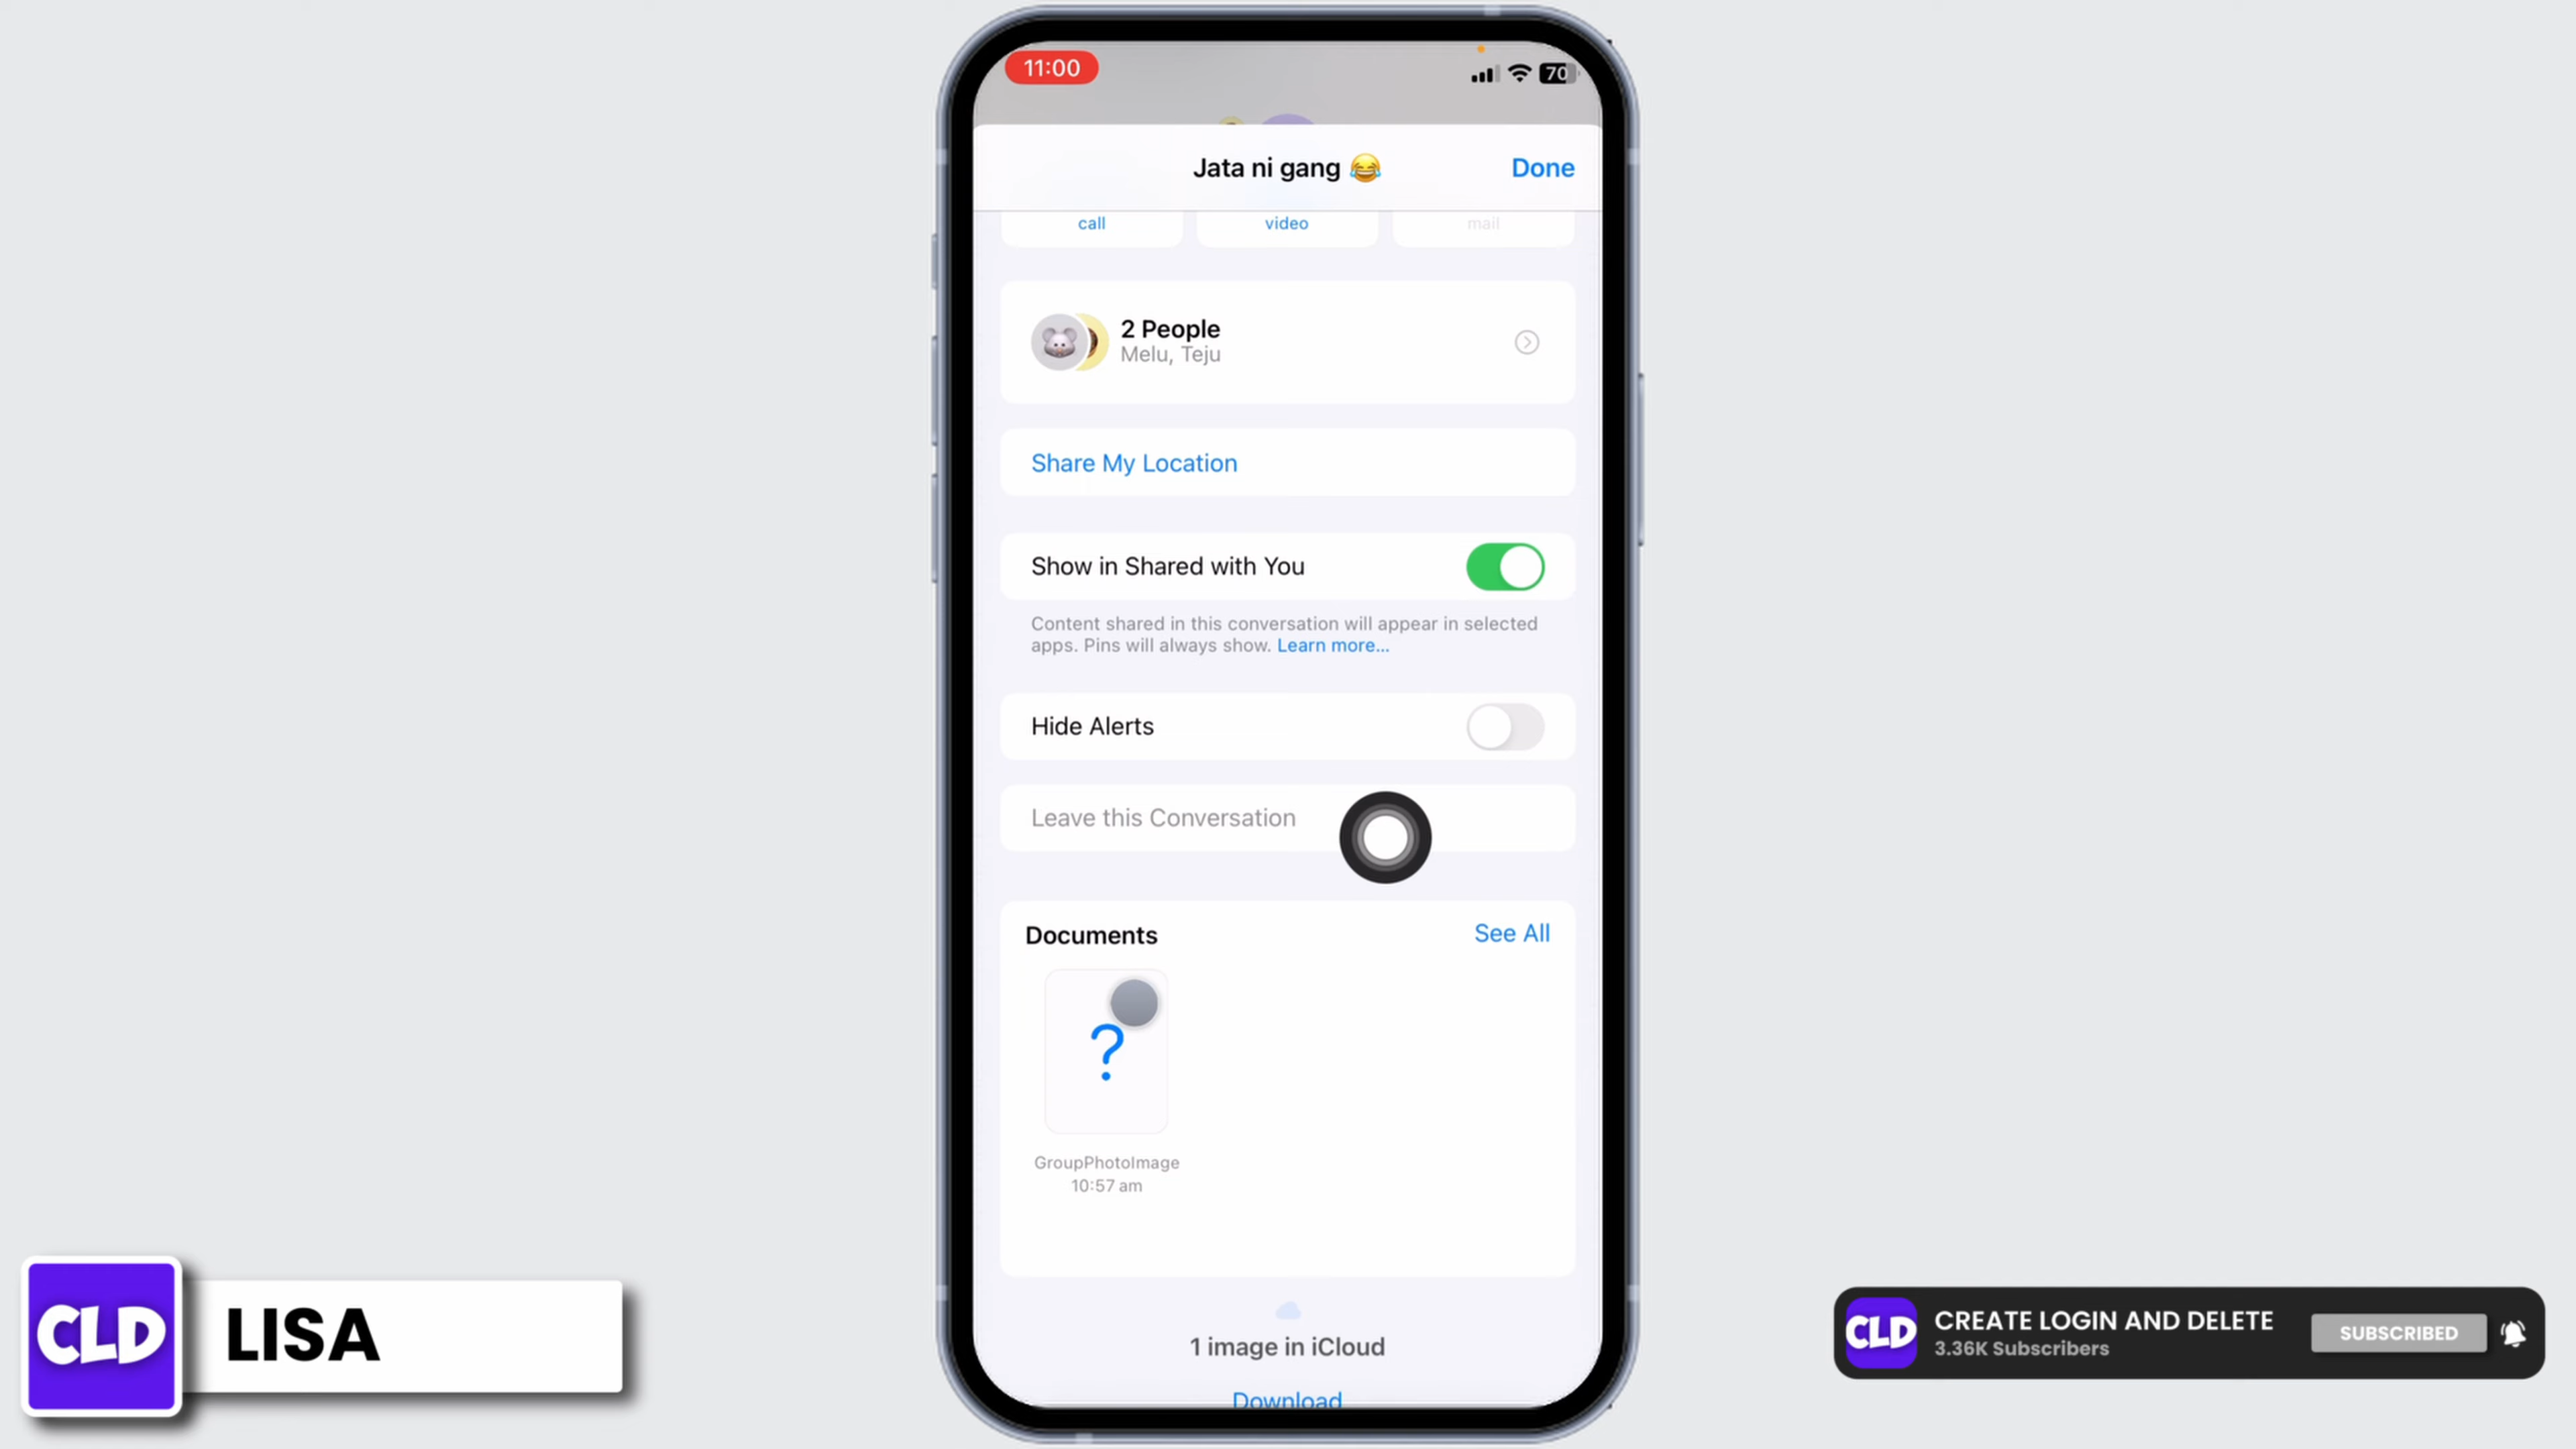 11:00
70
Jata ni gang 😂
Done
call
video
mail
2 People
Melu, Teju
Share My Location
Show in Shared with You
Content shared in this conversation will appear in selected
apps. Pins will always show. Learn more...
Hide Alerts
Leave this Conversation
Documents
See All
?
GroupPhotoImage
10:57 am
1 image in iCloud
Download
CLD
LISA
CLD
CREATE LOGIN AND DELETE
3.36K Subscribers
SUBSCRIBED